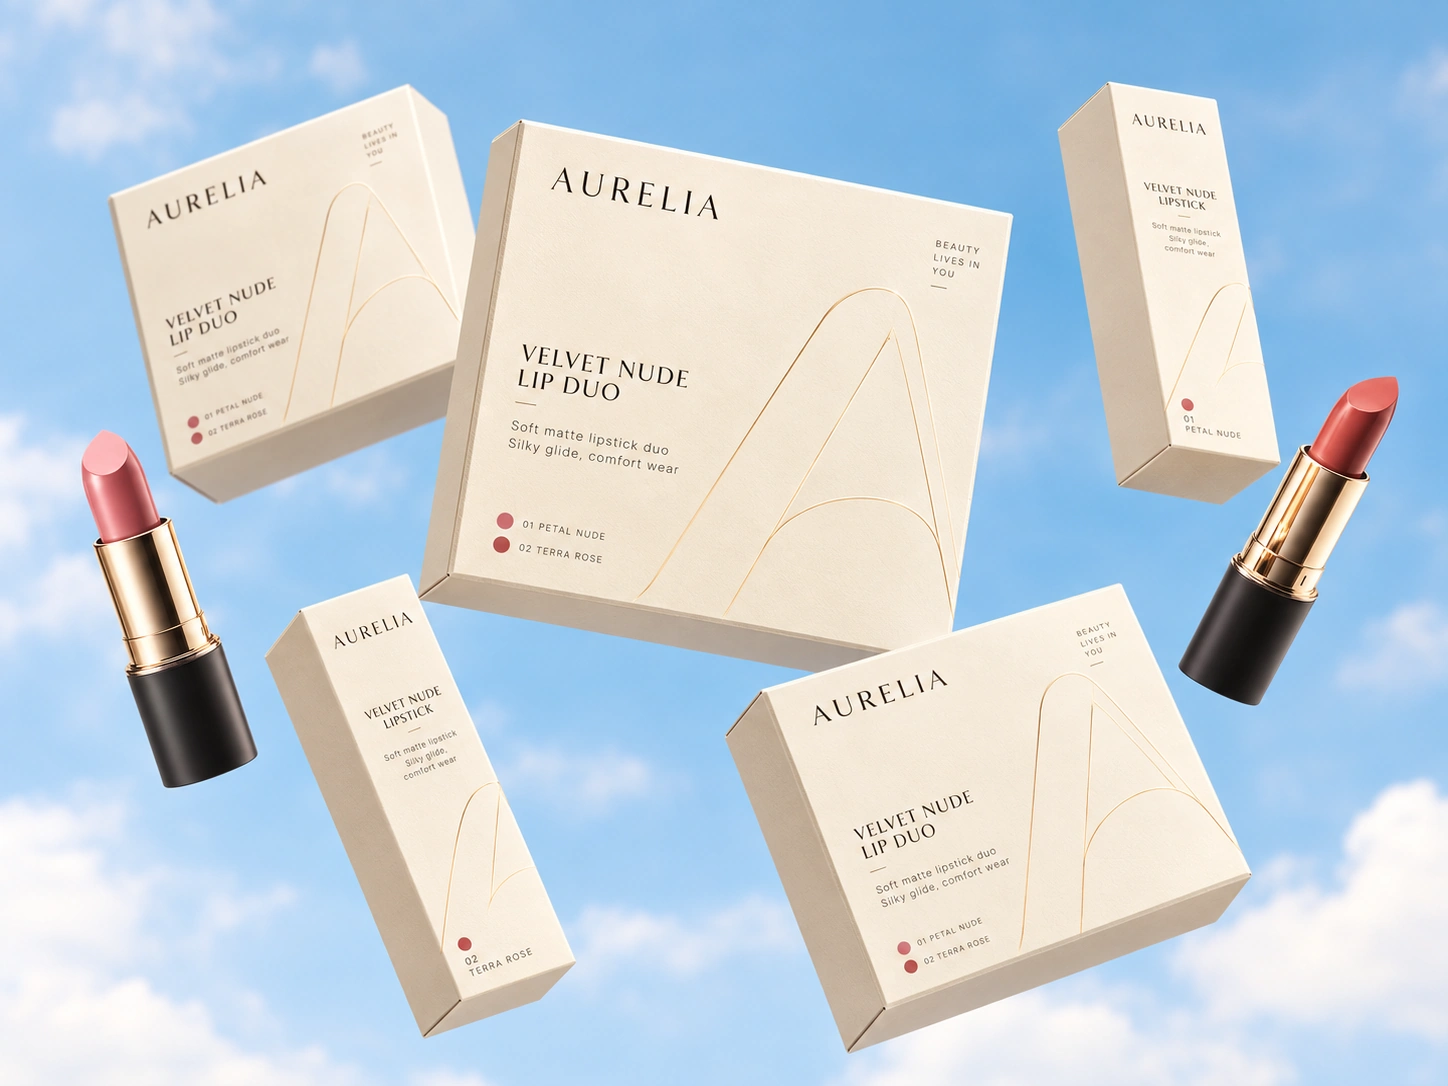 AURELIA
BEAUTY
LIVES IN
YOU
VELVET NUDE
LIP DUO
Soft matte lipstick duo
Silky glide, comfort wear
01 PETAL NUDE
02 TERRA ROSE
AURELIA
BEAUTY
LIVES IN
YOU
VELVET NUDE
LIP DUO
Soft matte lipstick duo
Silky glide, comfort wear
01 PETAL NUDE
02 TERRA ROSE
AURELIA
VELVET NUDE
LIPSTICK
Soft matte lipstick
Silky glide,
comfort wear
01
PETAL NUDE
AURELIA
VELVET NUDE
LIPSTICK
Soft matte lipstick
Silky glide,
comfort wear
02
TERRA ROSE
AURELIA
BEAUTY
LIVES IN
YOU
VELVET NUDE
LIP DUO
Soft matte lipstick duo
Silky glide, comfort wear
01 PETAL NUDE
02 TERRA ROSE